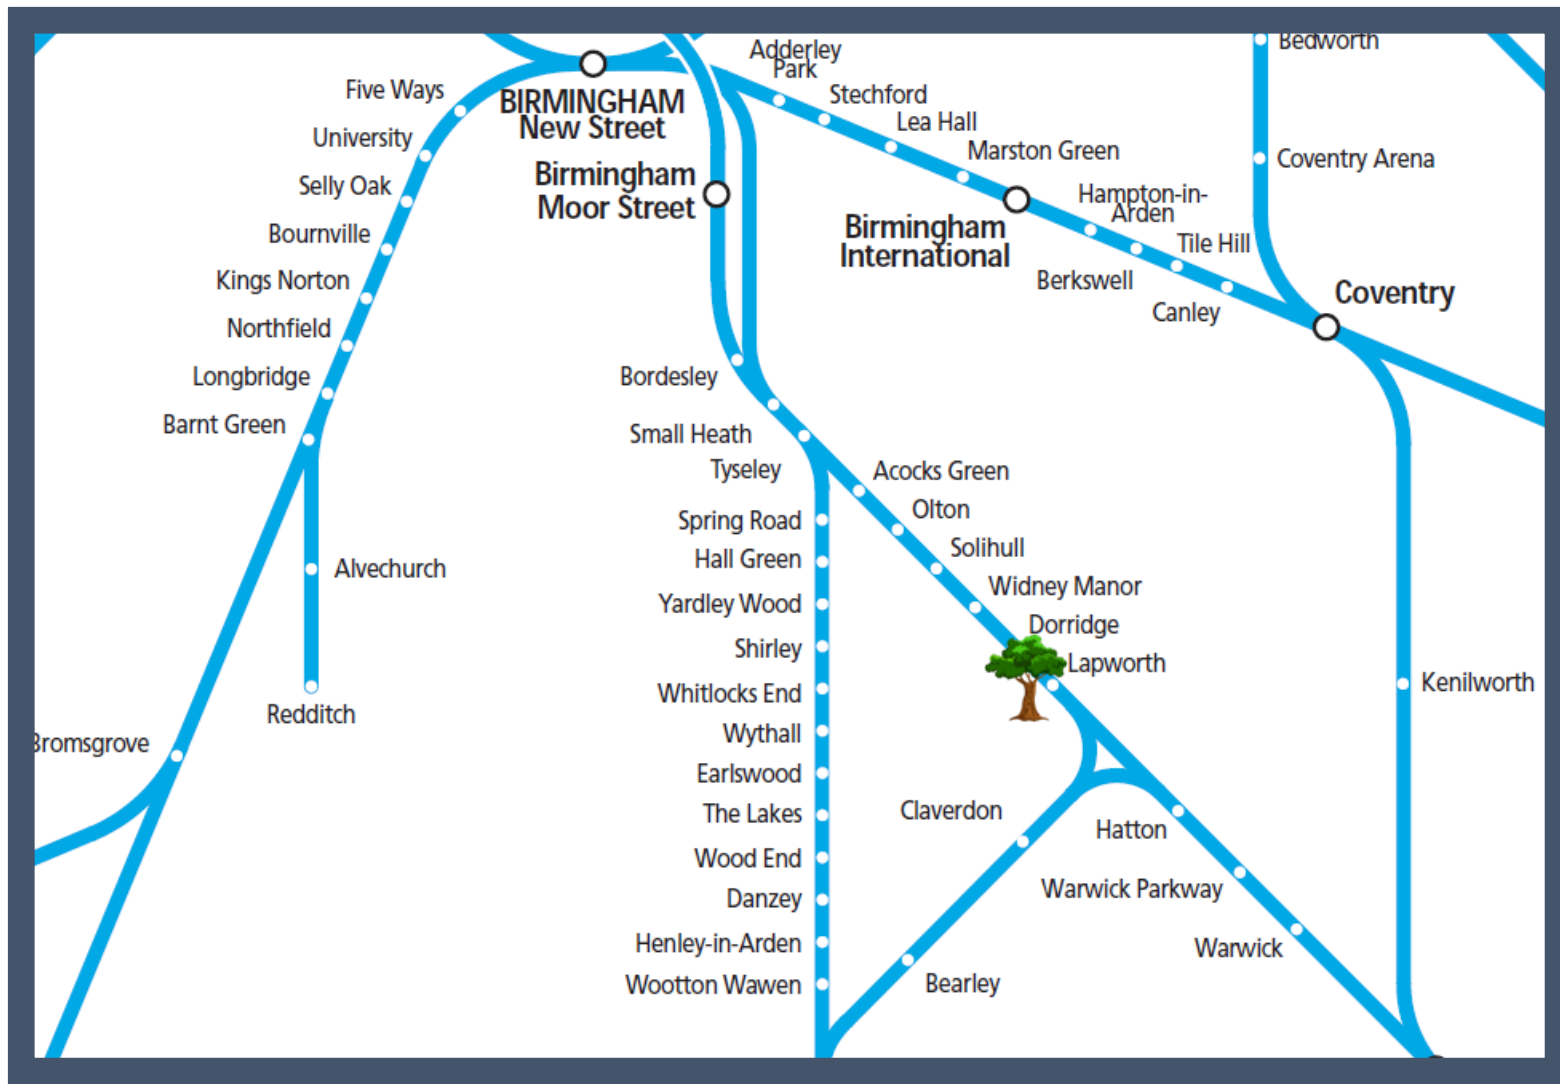 Bedworth
Adderley
Park
Five Ways
Stechford
BIRMINGHAM
New Street
Lea Hall
University
Marston Green
Coventry Arena
Birmingham
Moor Street
Selly Oak
Hampton-in-
Arden
Birmingham
International
Bournville
Tile Hill
Kings Norton
Berkswell
Coventry
Canley
Northfield
Longbridge
Bordesley
Barnt Green
Small Heath
Tyseley
Acocks Green
Olton
Spring Road
Solihull
Hall Green
Alvechurch
Widney Manor
Yardley Wood
Dorridge
Shirley
Lapworth
Kenilworth
Whitlocks End
Redditch
Wythall
Bromsgrove
Earlswood
The Lakes
Claverdon
Hatton
Wood End
Warwick Parkway
Danzey
Henley-in-Arden
Warwick
Wootton Wawen
Bearley